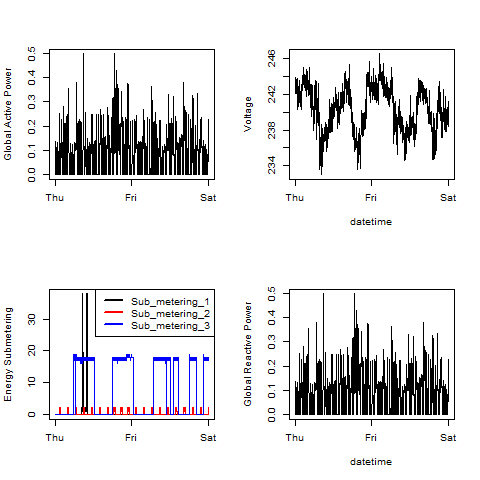 Global Active Power
0.0 0.1 0.2 0.3 0.4 0.5
Thu Fri Sat
Voltage
234 238 242 246
Thu Fri Sat
datetime
Energy Submetering
0 10 20 30
Sub_metering_1
Sub_metering_2
Sub_metering_3
Thu Fri Sat
Global Reactive Power
0.0 0.1 0.2 0.3 0.4 0.5
Thu Fri Sat
datetime